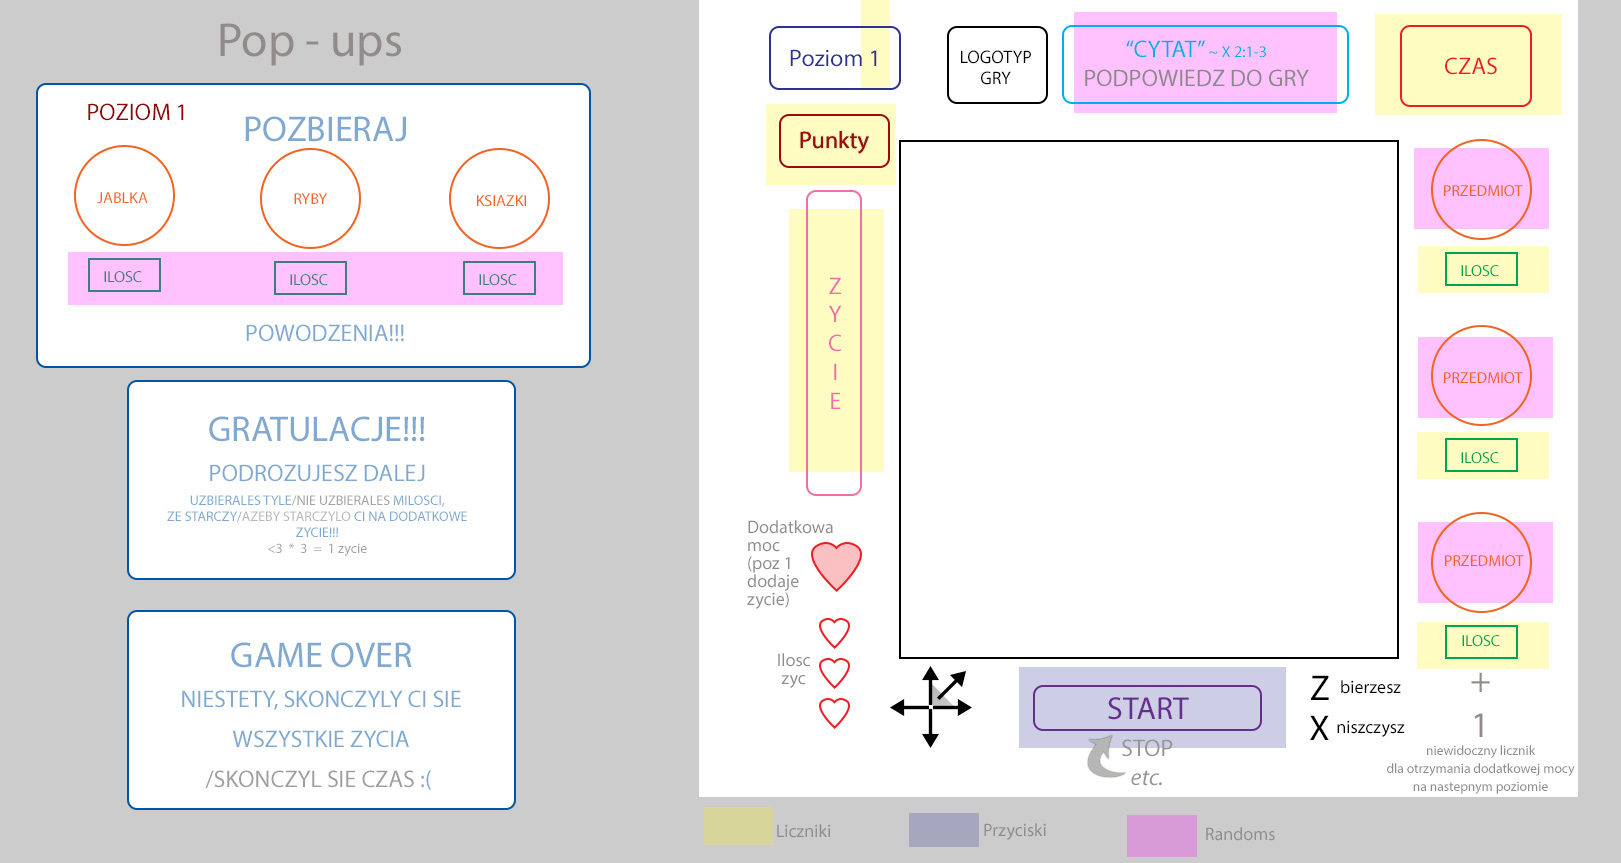 Pop - ups
POZIOM 1
POZBIERAJ
JABLKA
RYBY
KSIAZKI
ILOSC
ILOSC
ILOSC
POWODZENIA!!!
GRATULACJE!!!
PODROZUJESZ DALEJ
UZBIERALES TYLE/NIE UZBIERALES MILOSCI,
ZE STARCZY/AZEBY STARCZYLO CI NA DODATKOWE
ZYCIE!!!
<3 * 3 = 1 zycie
GAME OVER
NIESTETY, SKONCZYLY CI SIE
WSZYSTKIE ZYCIA
/SKONCZYL SIE CZAS :(
Poziom 1
LOGOTYP
GRY
“CYTAT” ~ X 2:1-3
PODPOWIEDZ DO GRY
CZAS
Punkty
Z
Y
C
I
E
Dodatkowa
moc
(poz 1
dodaje
zycie)
Ilosc
zyc
PRZEDMIOT
ILOSC
PRZEDMIOT
ILOSC
PRZEDMIOT
ILOSC
START
STOP
etc.
Z bierzesz
X niszczysz
+
1
niewidoczny licznik
dla otrzymania dodatkowej mocy
na nastepnym poziomie
Liczniki
Przyciski
Randoms